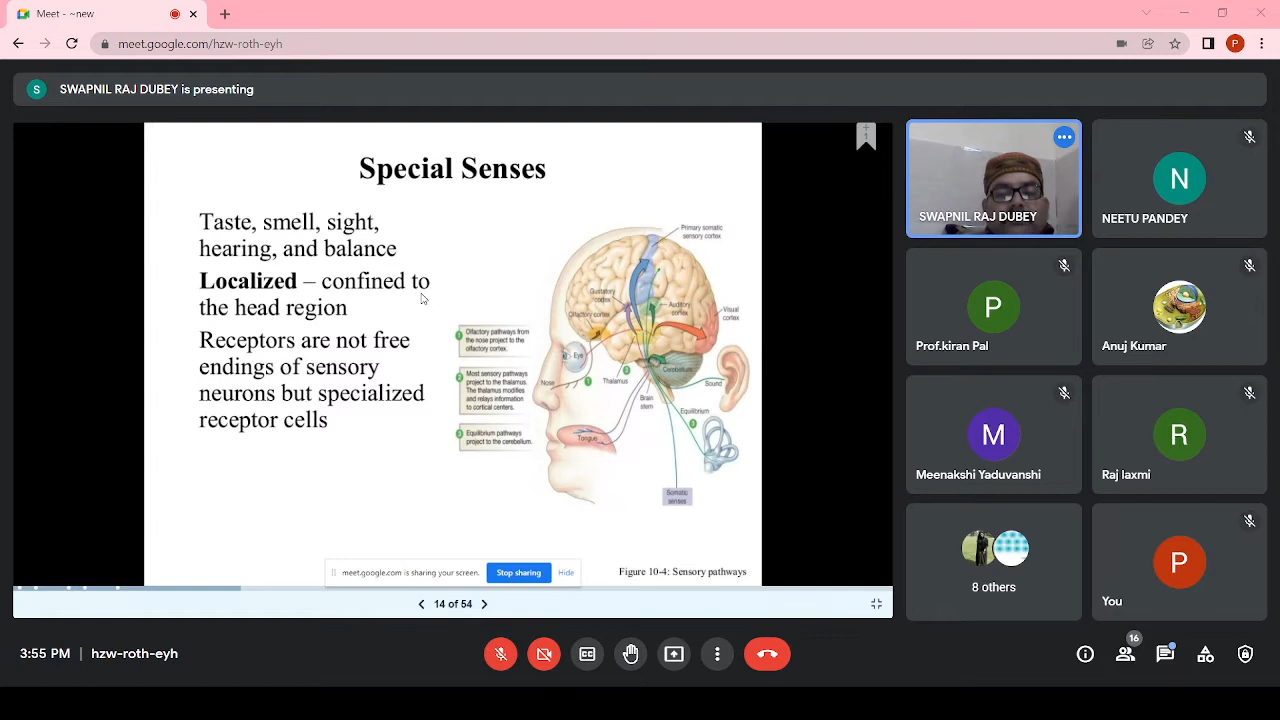 Meet - ~new
meet.google.com/hzw-roth-eyh
P
S
SWAPNIL RAJ DUBEY is presenting
Special Senses
Taste, smell, sight,
hearing, and balance
Localized – confined to
the head region
Receptors are not free
endings of sensory
neurons but specialized
receptor cells
Primary somatic
sensory cortex
Gustatory
cortex
Olfactory cortex
Auditory
cortex
Visual
cortex
1
Olfactory pathways from
the nose project to the
olfactory cortex.
Eye
2
Most sensory pathways
project to the thalamus.
The thalamus modifies
and relays information
to cortical centers.
Nose
1
2
Thalamus
Cerebellum
Sound
Brain
stem
Equilibrium
3
3
Equilibrium pathways
project to the cerebellum.
Tongue
Somatic
senses
Figure 10-4: Sensory pathways
meet.google.com is sharing your screen.
Stop sharing
Hide
14 of 54
SWAPNIL RAJ DUBEY
N
NEETU PANDEY
P
Prof.kiran Pal
Anuj Kumar
M
Meenakshi Yaduvanshi
R
Raj laxmi
8 others
P
You
3:55 PM | hzw-roth-eyh
16